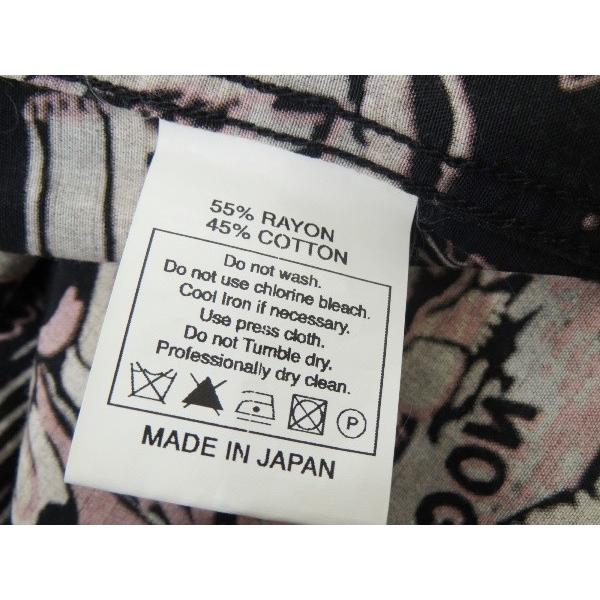 55% RAYON
45% COTTON
Do not wash.
Do not use chlorine bleach.
Cool Iron if necessary.
Use press cloth.
Do not Tumble dry.
Professionally dry clean.
P
MADE IN JAPAN
NOON